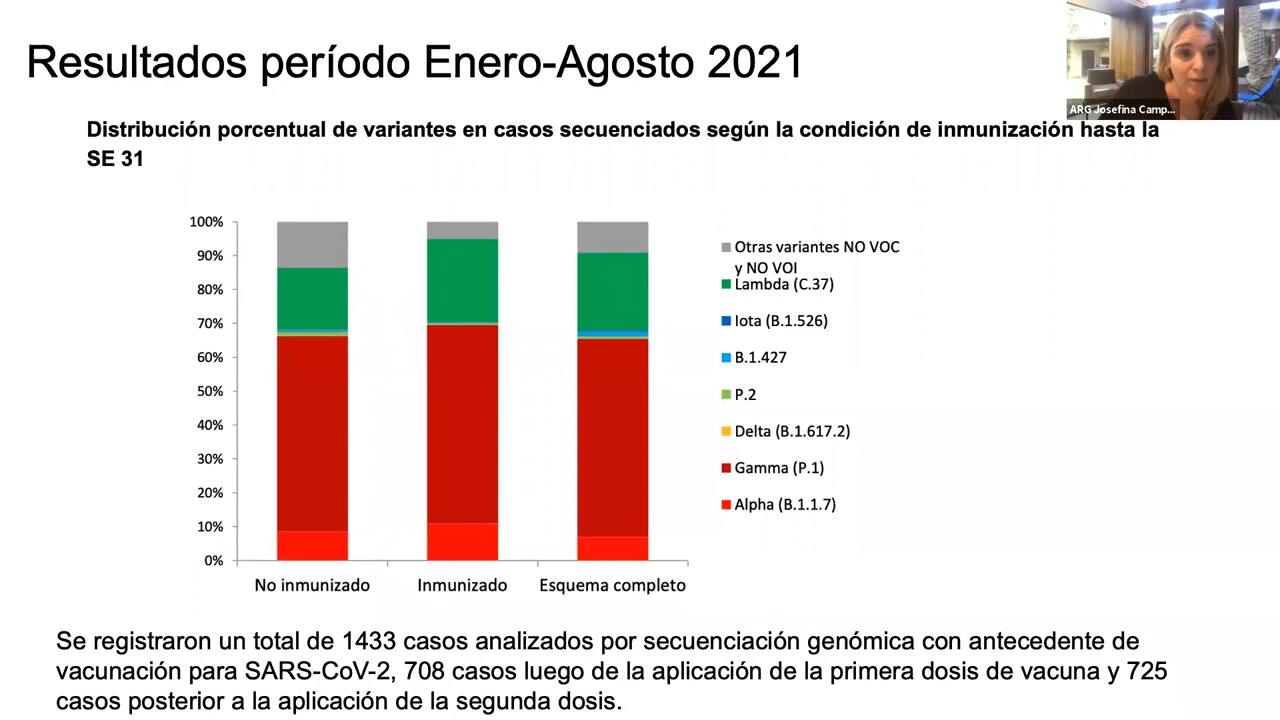 Resultados período Enero-Agosto 2021
ARG Josefina Camp...
Distribución porcentual de variantes en casos secuenciados según la condición de inmunización hasta la
SE 31
100%
90%
80%
70%
60%
50%
40%
30%
20%
10%
0%
No inmunizado
Inmunizado
Esquema completo
Otras variantes NO VOC
y NO VOI
Lambda (C.37)
Iota (B.1.526)
B.1.427
P.2
Delta (B.1.617.2)
Gamma (P.1)
Alpha (B.1.1.7)
Se registraron un total de 1433 casos analizados por secuenciación genómica con antecedente de
vacunación para SARS-CoV-2, 708 casos luego de la aplicación de la primera dosis de vacuna y 725
casos posterior a la aplicación de la segunda dosis.